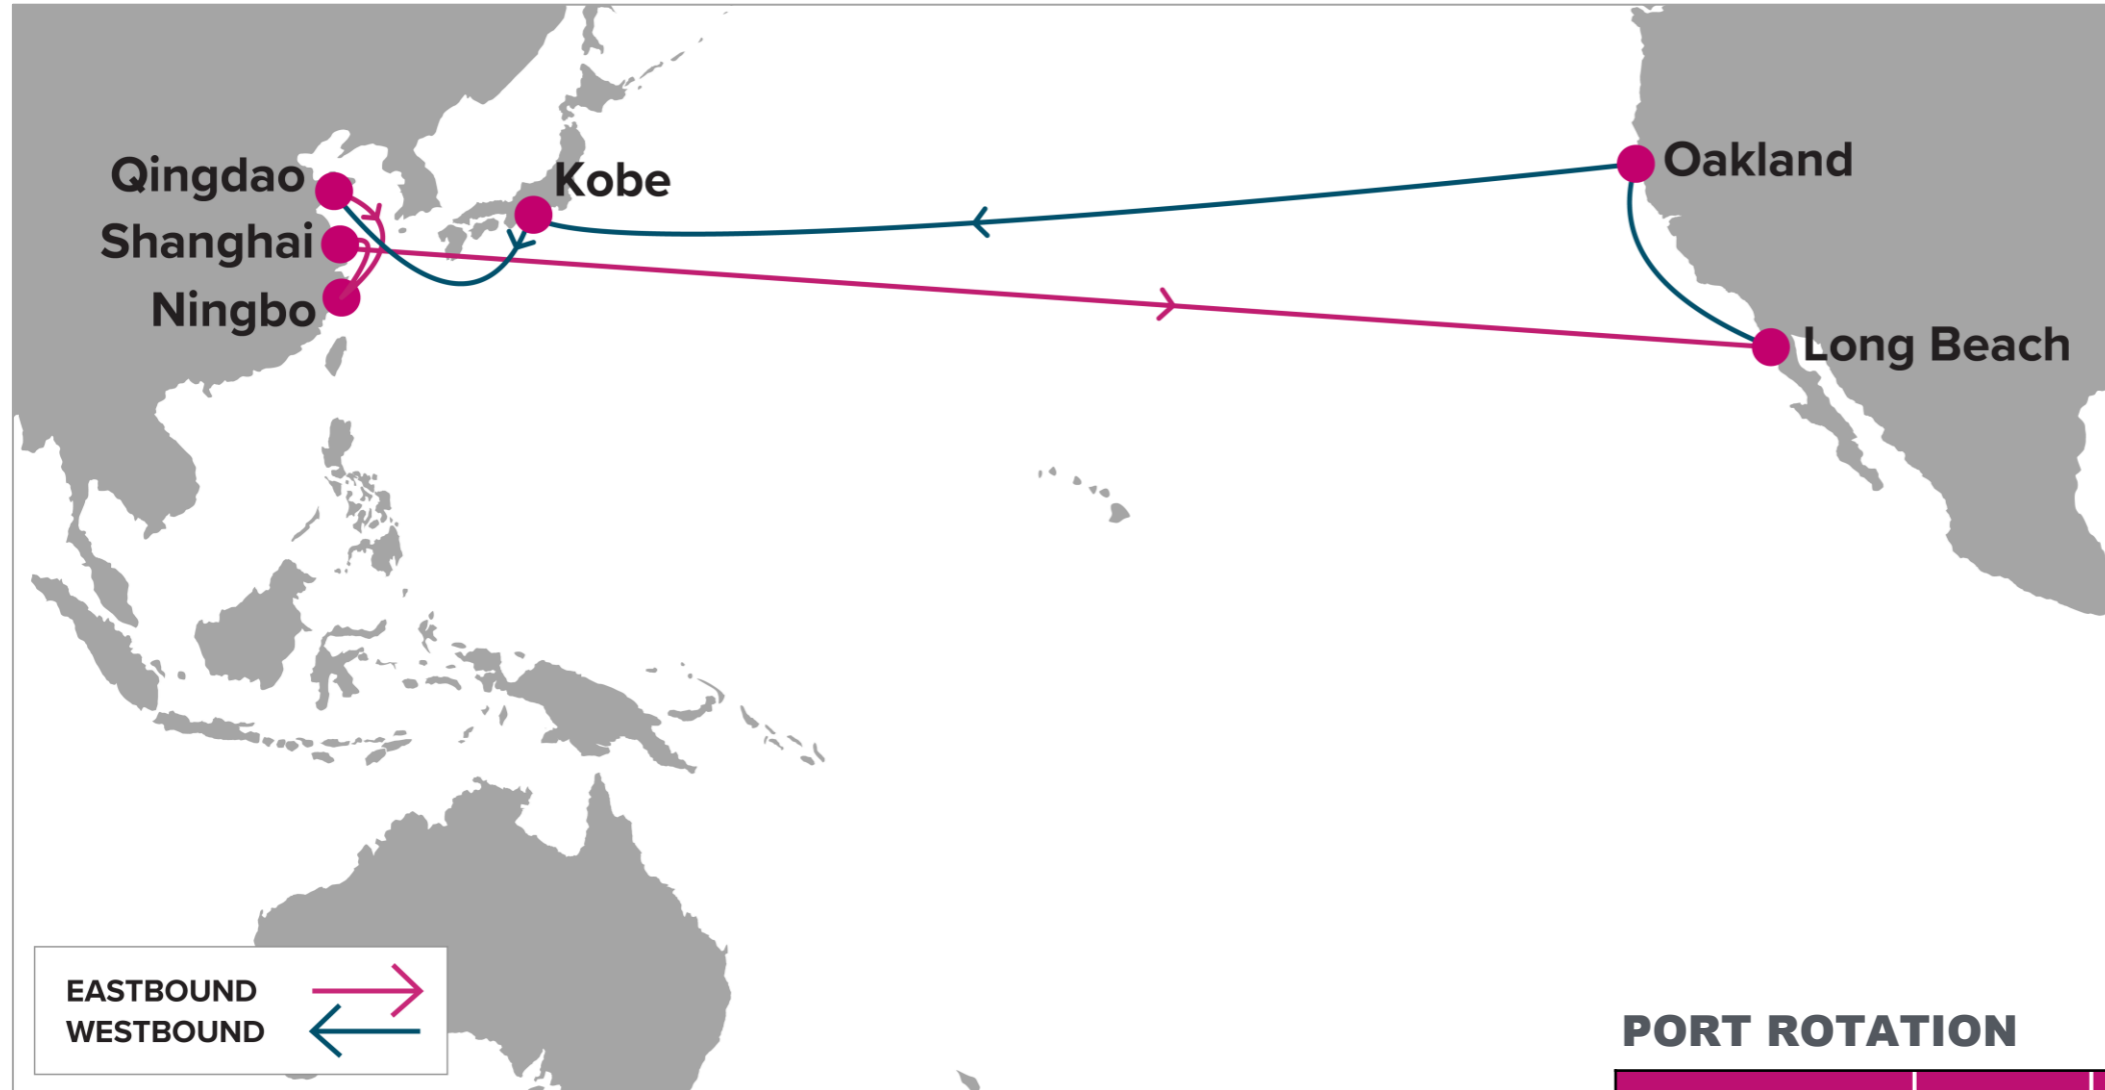 Qingdao
Kobe
Oakland
Shanghai
Ningbo
Long Beach
EASTBOUND
WESTBOUND
PORT ROTATION